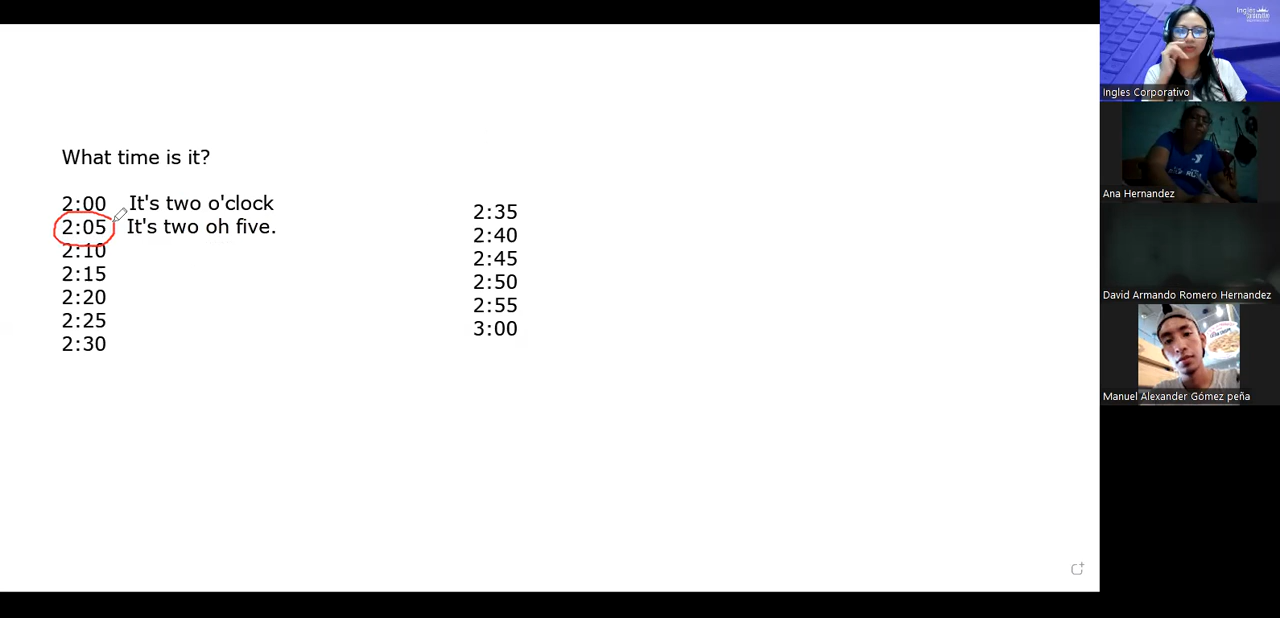 What time is it?
2:00 It's two o'clock
2:05 It's two oh five.
2:10
2:15
2:20
2:25
2:30
2:35
2:40
2:45
2:50
2:55
3:00
Ingles Corporativo
Ana Hernandez
David Armando Romero Hernandez
Manuel Alexander Gómez peña